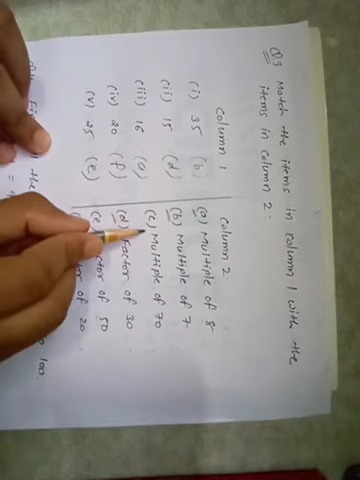 Q.3 Match the items in column 1 with the
items in column 2:
column 1 column 2
(i) 35 (b) (a) Multiple of 8
(ii) 15 (d) (b) Multiple of 7
(iii) 16 (a) (c) Multiple of 70
(iv) 20 (f) (d) Factor of 30
(v) 25 (e) (e) Factor of 50
of 20
the
100.